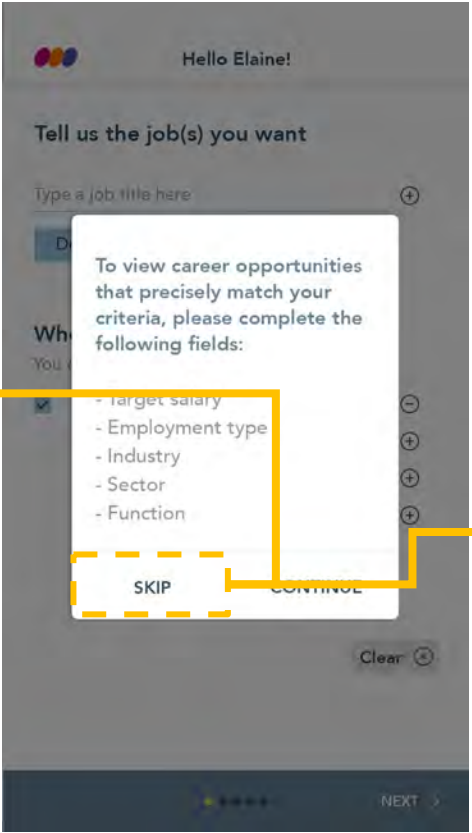 Hello Elaine!
Tell us the job(s) you want
Type a job title here
To view career opportunities
that precisely match your
criteria, please complete the
following fields:
- Target salary
- Employment type
- Industry
- Sector
- Function
SKIP CONTINUE
Clear
NEXT